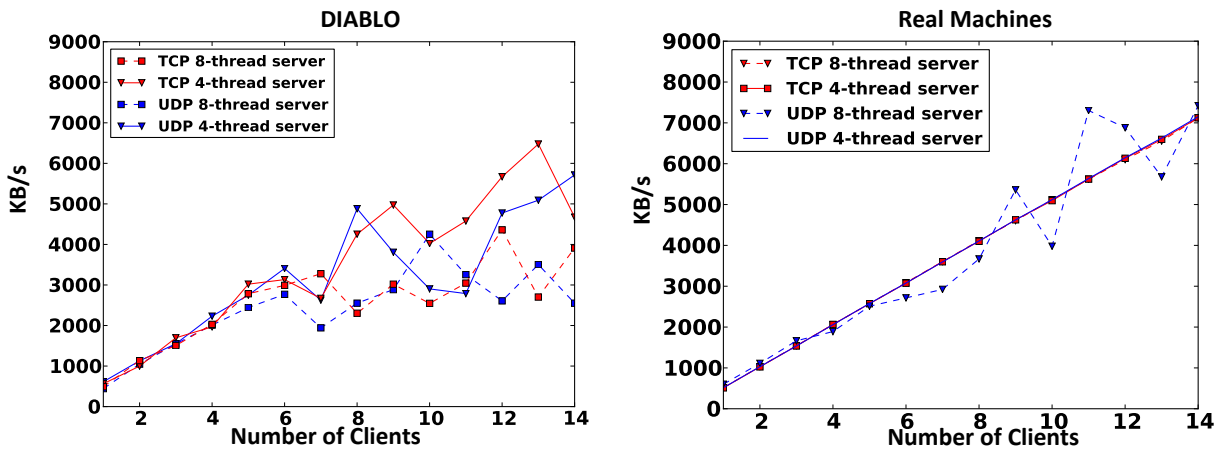 DIABLO
9000
8000
7000
6000
5000
4000
3000
2000
1000
0
KB/s
TCP 8-thread server
TCP 4-thread server
UDP 8-thread server
UDP 4-thread server
2 4 6 8 10 12 14
Number of Clients
Real Machines
9000
8000
7000
6000
5000
4000
3000
2000
1000
0
KB/s
TCP 8-thread server
TCP 4-thread server
UDP 8-thread server
UDP 4-thread server
2 4 6 8 10 12 14
Number of Clients